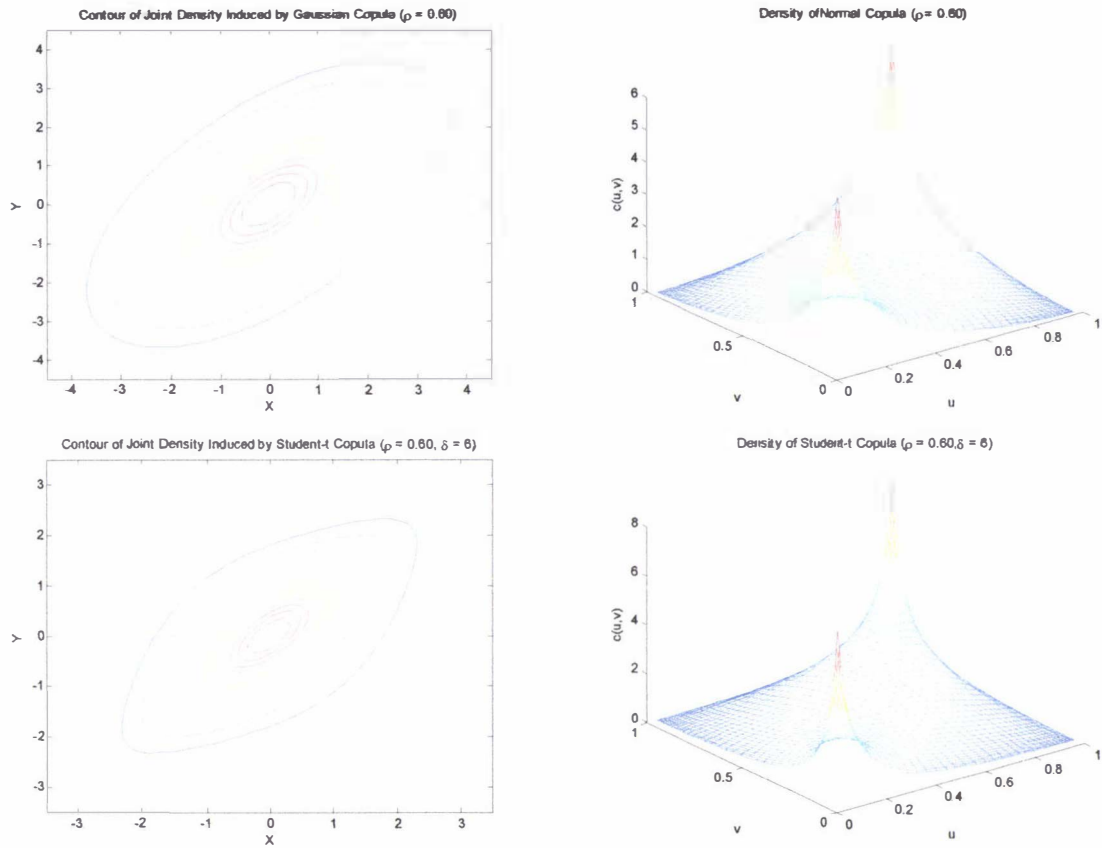 Contour of Joint Density Induced by Gaussian Copula (ρ = 0.60)
4
3
2
1
0
-1
-2
-3
-4
Y
-4 -3 -2 -1 0 1 2 3 4
X
Density of Normal Copula (ρ = 0.60)
6
5
4
3
2
1
0
c(u,v)
1
0.5
0
v
0 0.2 0.4 0.6 0.8 1
u
Contour of Joint Density Induced by Student-t Copula (ρ = 0.60, δ = 6)
3
2
1
0
-1
-2
-3
Y
-3 -2 -1 0 1 2 3
X
Density of Student-t Copula (ρ = 0.60,δ = 6)
8
6
4
2
0
c(u,v)
1
0.5
0
v
0 0.2 0.4 0.6 0.8 1
u